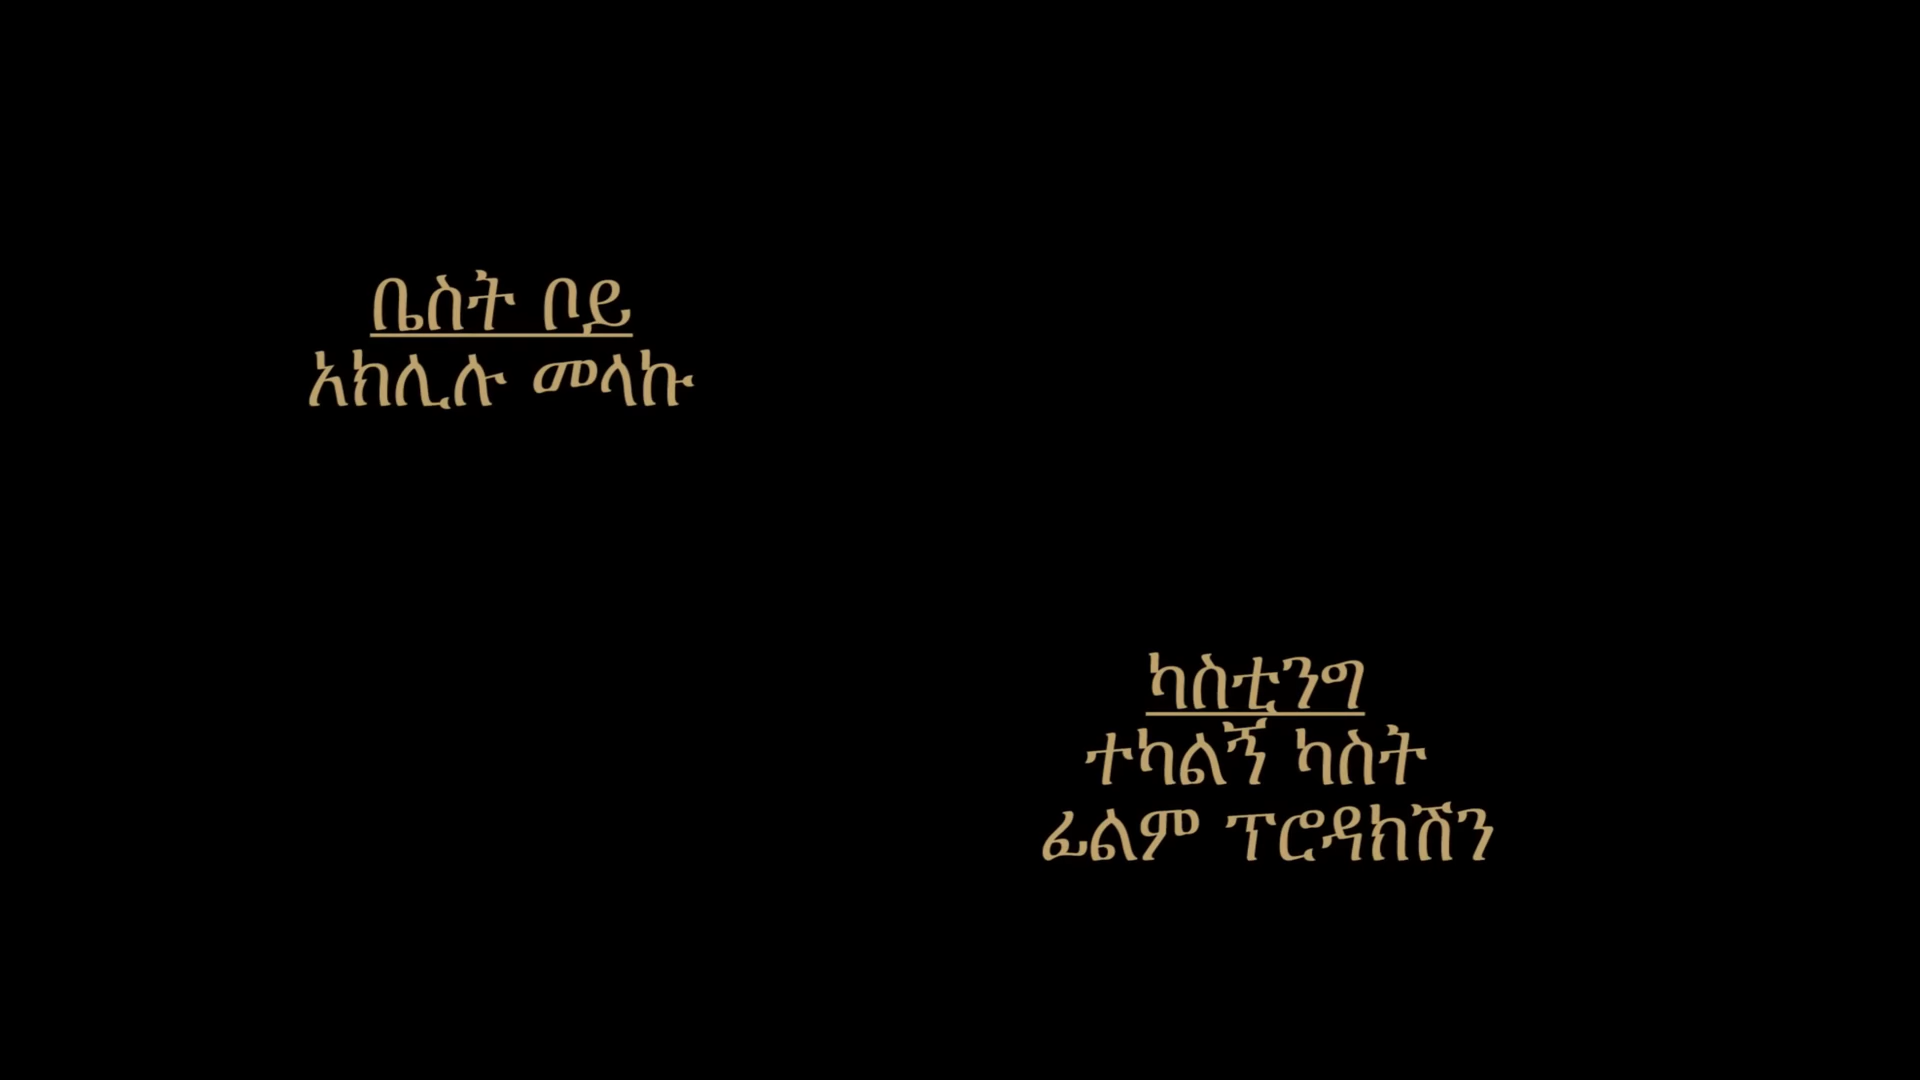 ቤስት ቦይ
አክሊሉ መላኩ
ካስቲንግ
ተካልኝ ካስት
ፊልም ፕሮዳክሽን